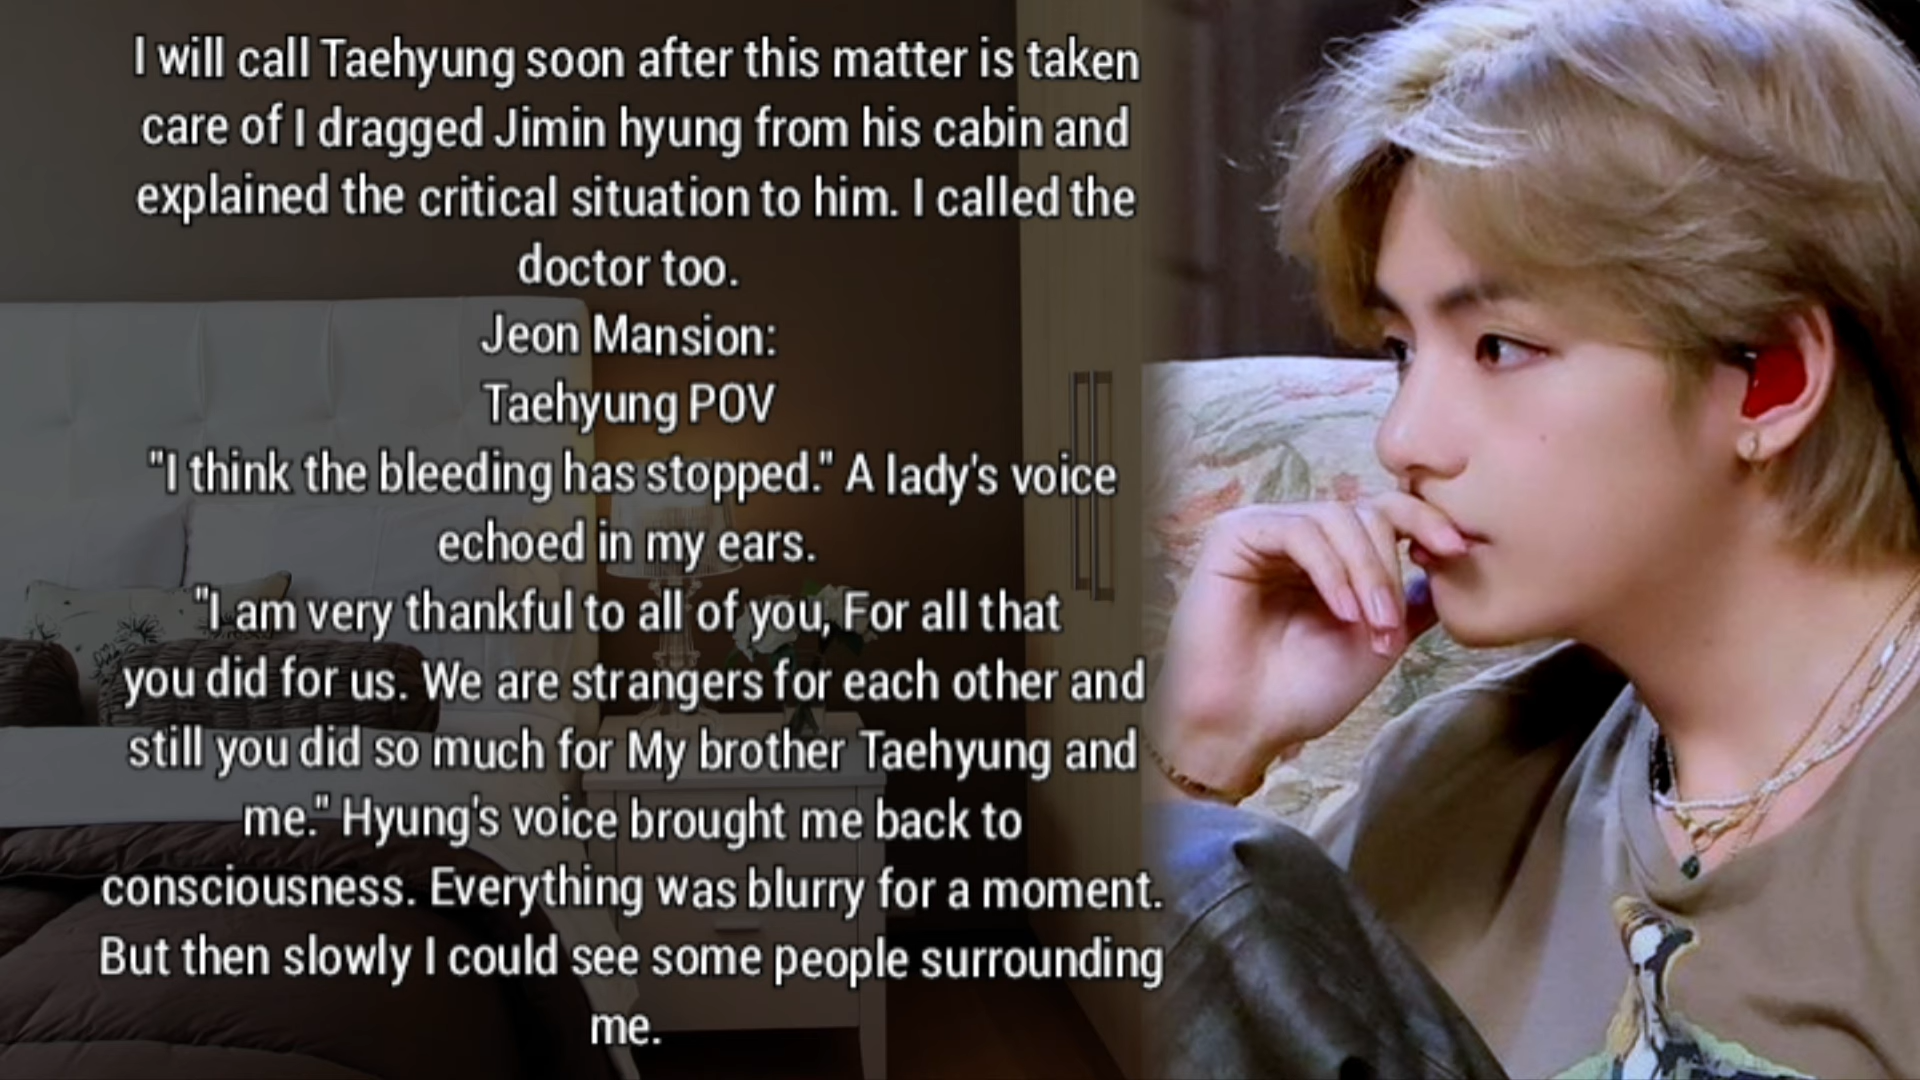 I will call Taehyung soon after this matter is taken
care of I dragged Jimin hyung from his cabin and
explained the critical situation to him. I called the
doctor too.
Jeon Mansion:
Taehyung POV
"I think the bleeding has stopped." A lady's voice
echoed in my ears.
"I am very thankful to all of you, For all that
you did for us. We are strangers for each other and
still you did so much for My brother Taehyung and
me." Hyung's voice brought me back to
consciousness. Everything was blurry for a moment.
But then slowly I could see some people surrounding
me.